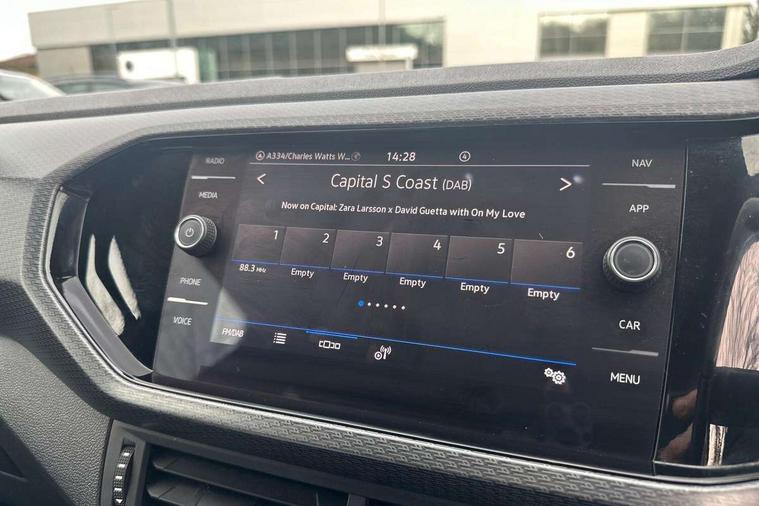 RADIO
MEDIA
PHONE
VOICE
A334/Charles Watts W... 14:28 4
Capital S Coast (DAB)
Now on Capital: Zara Larsson x David Guetta with On My Love
1 2 3 4 5 6
88.3 MHz Empty Empty Empty Empty Empty
FM/DAB
NAV
APP
CAR
MENU